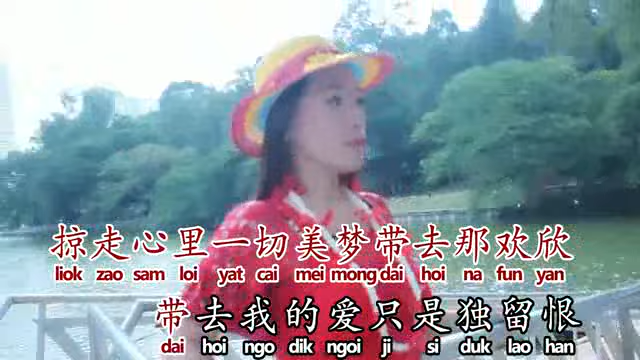 掠走心里一切美梦带去那欢欣
liok zao sam loi yat cai mei mong dai hoi na fun yan
带去我的爱只是独留恨
dai hoi ngo dik ngoi ji si duk lao han